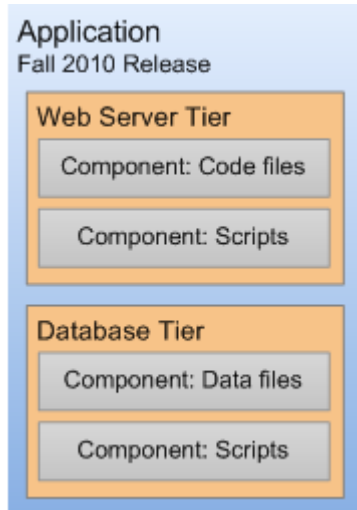 Application
Fall 2010 Release
Web Server Tier
Component: Code files
Component: Scripts
Database Tier
Component: Data files
Component: Scripts